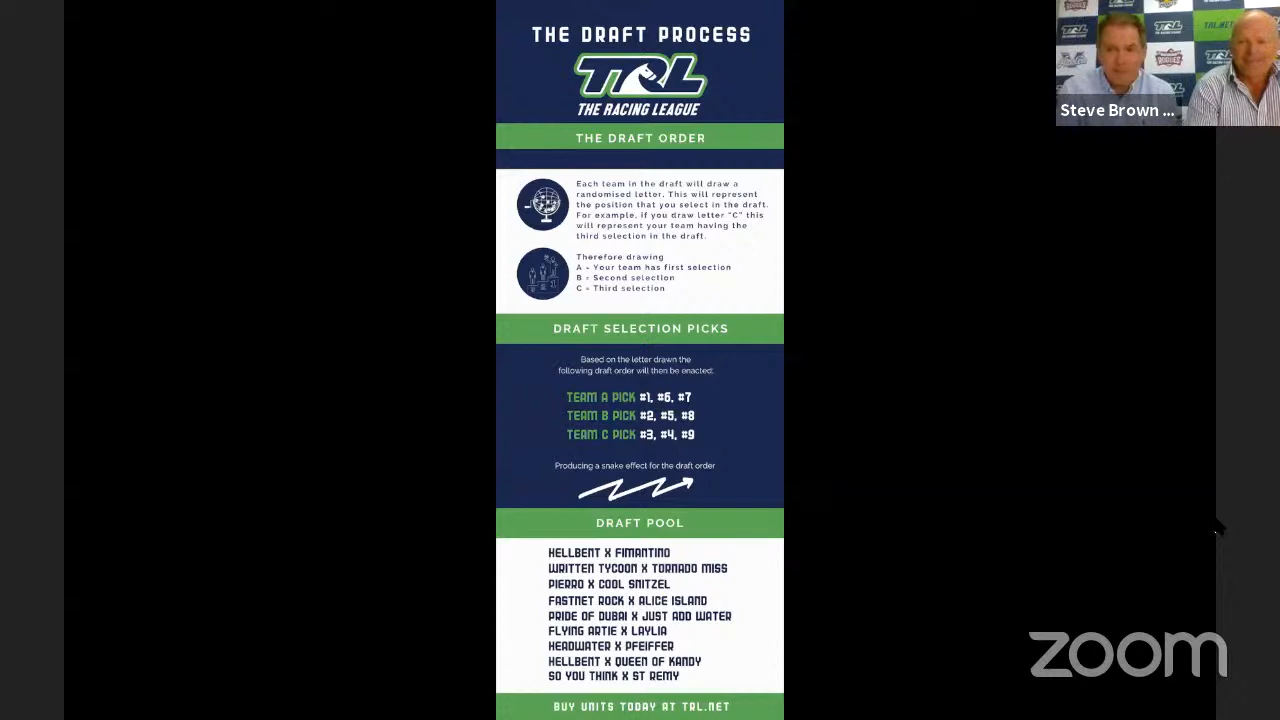 THE DRAFT PROCESS
TRL
THE RACING LEAGUE
THE DRAFT ORDER
Each team in the draft will draw a
randomised letter. This will represent
the position that you select in the draft.
For example, if you draw letter "C" this
will represent your team having the
third selection in the draft.
Therefore drawing
A = Your team has first selection
B = Second selection
C = Third selection
DRAFT SELECTION PICKS
Based on the letter drawn the
following draft order will then be enacted:
TEAM A PICK #1, #6, #7
TEAM B PICK #2, #5, #8
TEAM C PICK #3, #4, #9
Producing a snake effect for the draft order
DRAFT POOL
HELLBENT X FIMANTINO
WRITTEN TYCOON X TORNADO MISS
PIERRO X COOL SNITZEL
FASTNET ROCK X ALICE ISLAND
PRIDE OF DUBAI X JUST ADD WATER
FLYING ARTIE X LAYLIA
HEADWATER X PFEIFFER
HELLBENT X QUEEN OF KANDY
SO YOU THINK X ST REMY
BUY UNITS TODAY AT TRL.NET
TRL.NET
TRL
TRL
ROGUES
Steve Brown ...
zoom